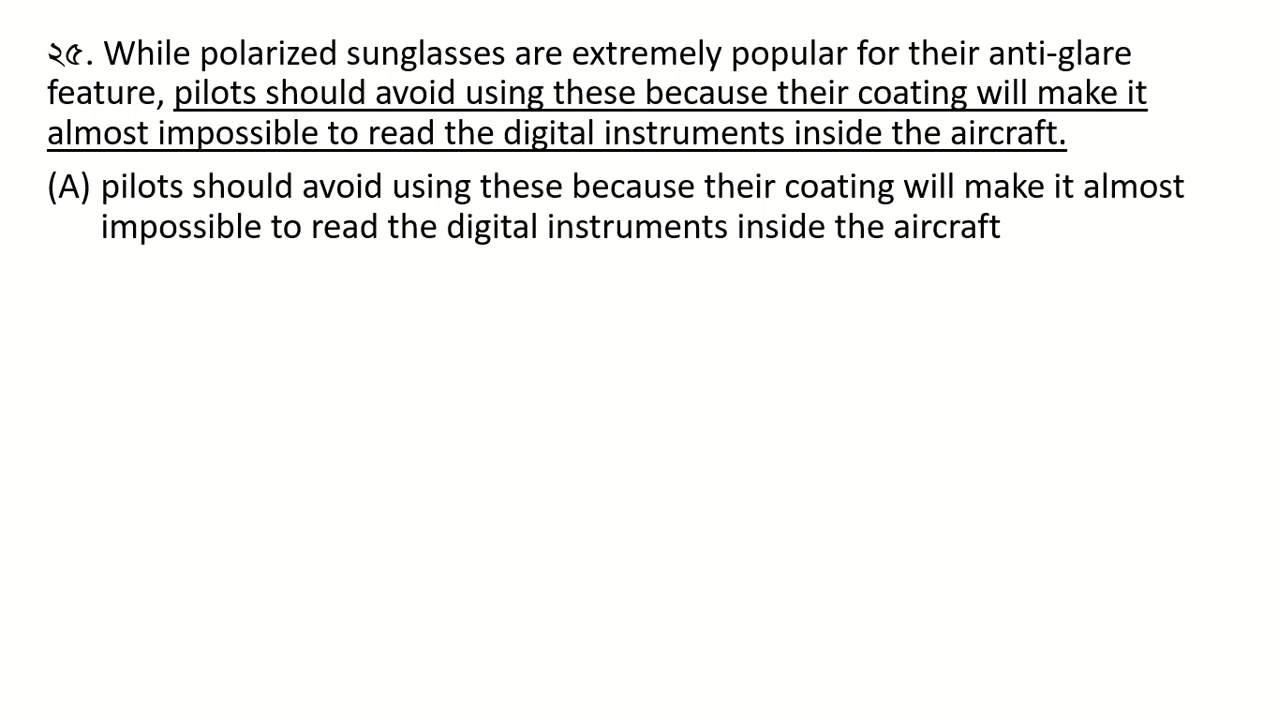 ২৫. While polarized sunglasses are extremely popular for their anti-glare
feature, pilots should avoid using these because their coating will make it
almost impossible to read the digital instruments inside the aircraft.
(A) pilots should avoid using these because their coating will make it almost
impossible to read the digital instruments inside the aircraft